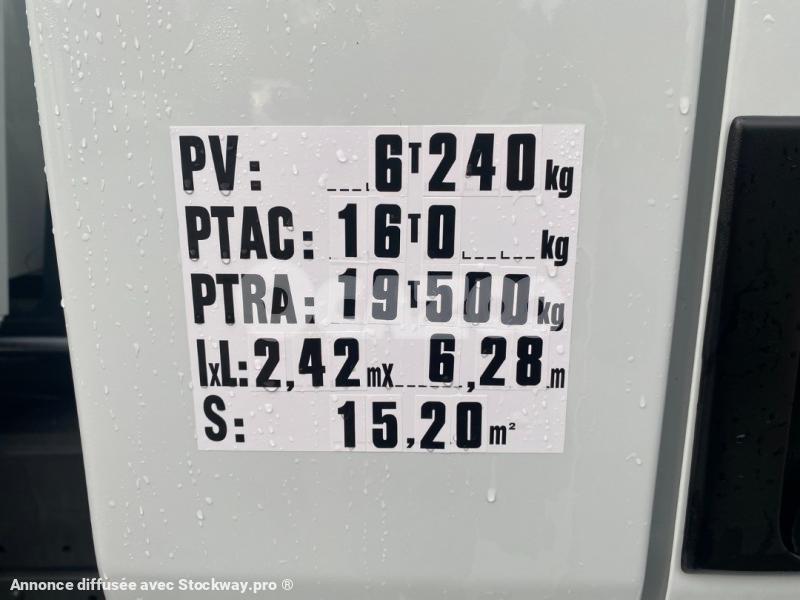 PV: 6T240 kg
PTAC: 16T0 kg
PTRA: 19T500 kg
lxL: 2,42 mx 6,28 m
S: 15,20 m²
Annonce diffusée avec Stockway.pro ®